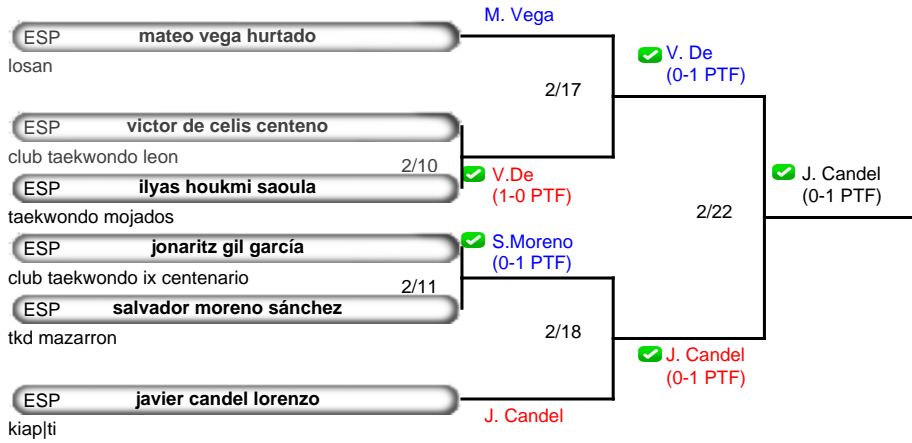 M. Vega
ESP mateo vega hurtado
losan
V. De
(0-1 PTF)
2/17
ESP victor de celis centeno
club taekwondo leon
2/10
V.De
(1-0 PTF)
ESP ilyas houkmi saoula
taekwondo mojados
J. Candel
(0-1 PTF)
2/22
ESP jonaritz gil garcía
club taekwondo ix centenario
S.Moreno
(0-1 PTF)
2/11
ESP salvador moreno sánchez
tkd mazarron
2/18
J. Candel
(0-1 PTF)
ESP javier candel lorenzo
kiap|ti
J. Candel